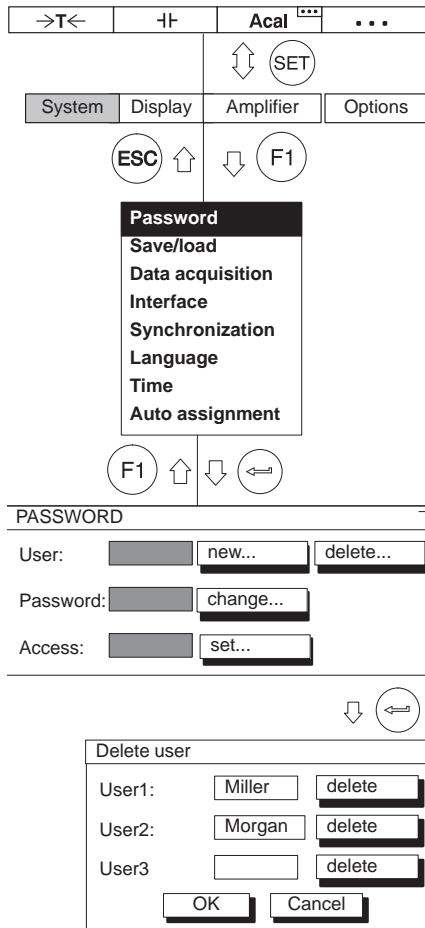 →T← ⊣⊢ Acal ...
SET
System Display Amplifier Options
ESC F1
Password
Save/load
Data acquisition
Interface
Synchronization
Language
Time
Auto assignment
F1
PASSWORD
User: new... delete...
Password: change...
Access: set...
Delete user
User1: Miller delete
User2: Morgan delete
User3 delete
OK Cancel